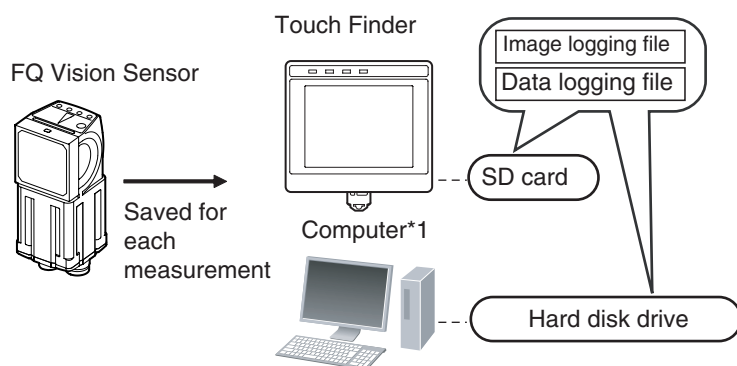 Touch Finder
Image logging file
Data logging file
FQ Vision Sensor
SD card
Saved for
each
measurement
Computer*1
Hard disk drive